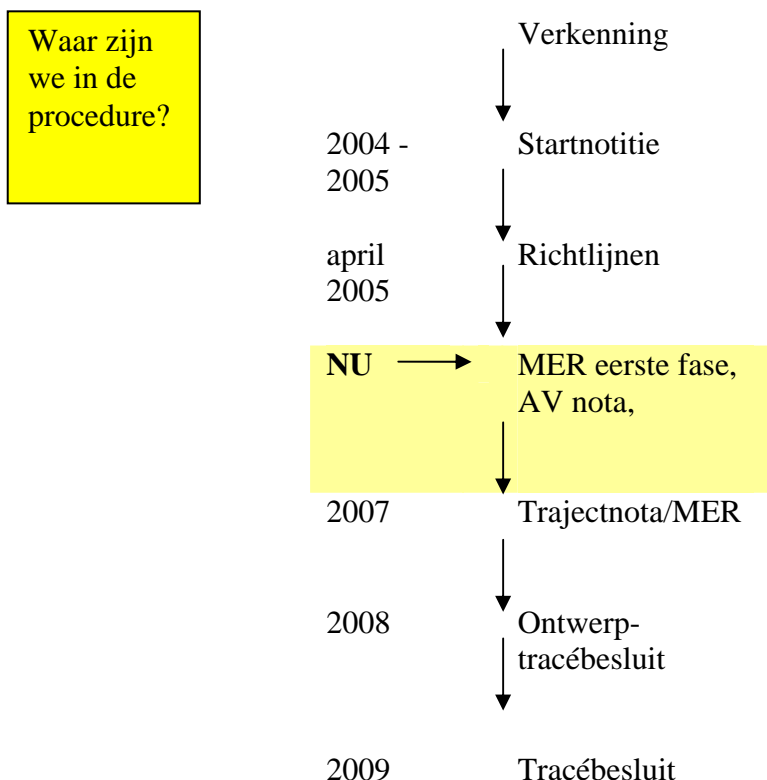 Waar zijn
we in de
procedure?
Verkenning
2004 - Startnotitie
2005
april Richtlijnen
2005
NU MER eerste fase,
AV nota,
2007 Trajectnota/MER
2008 Ontwerp-
tracébesluit
2009 Tracébesluit